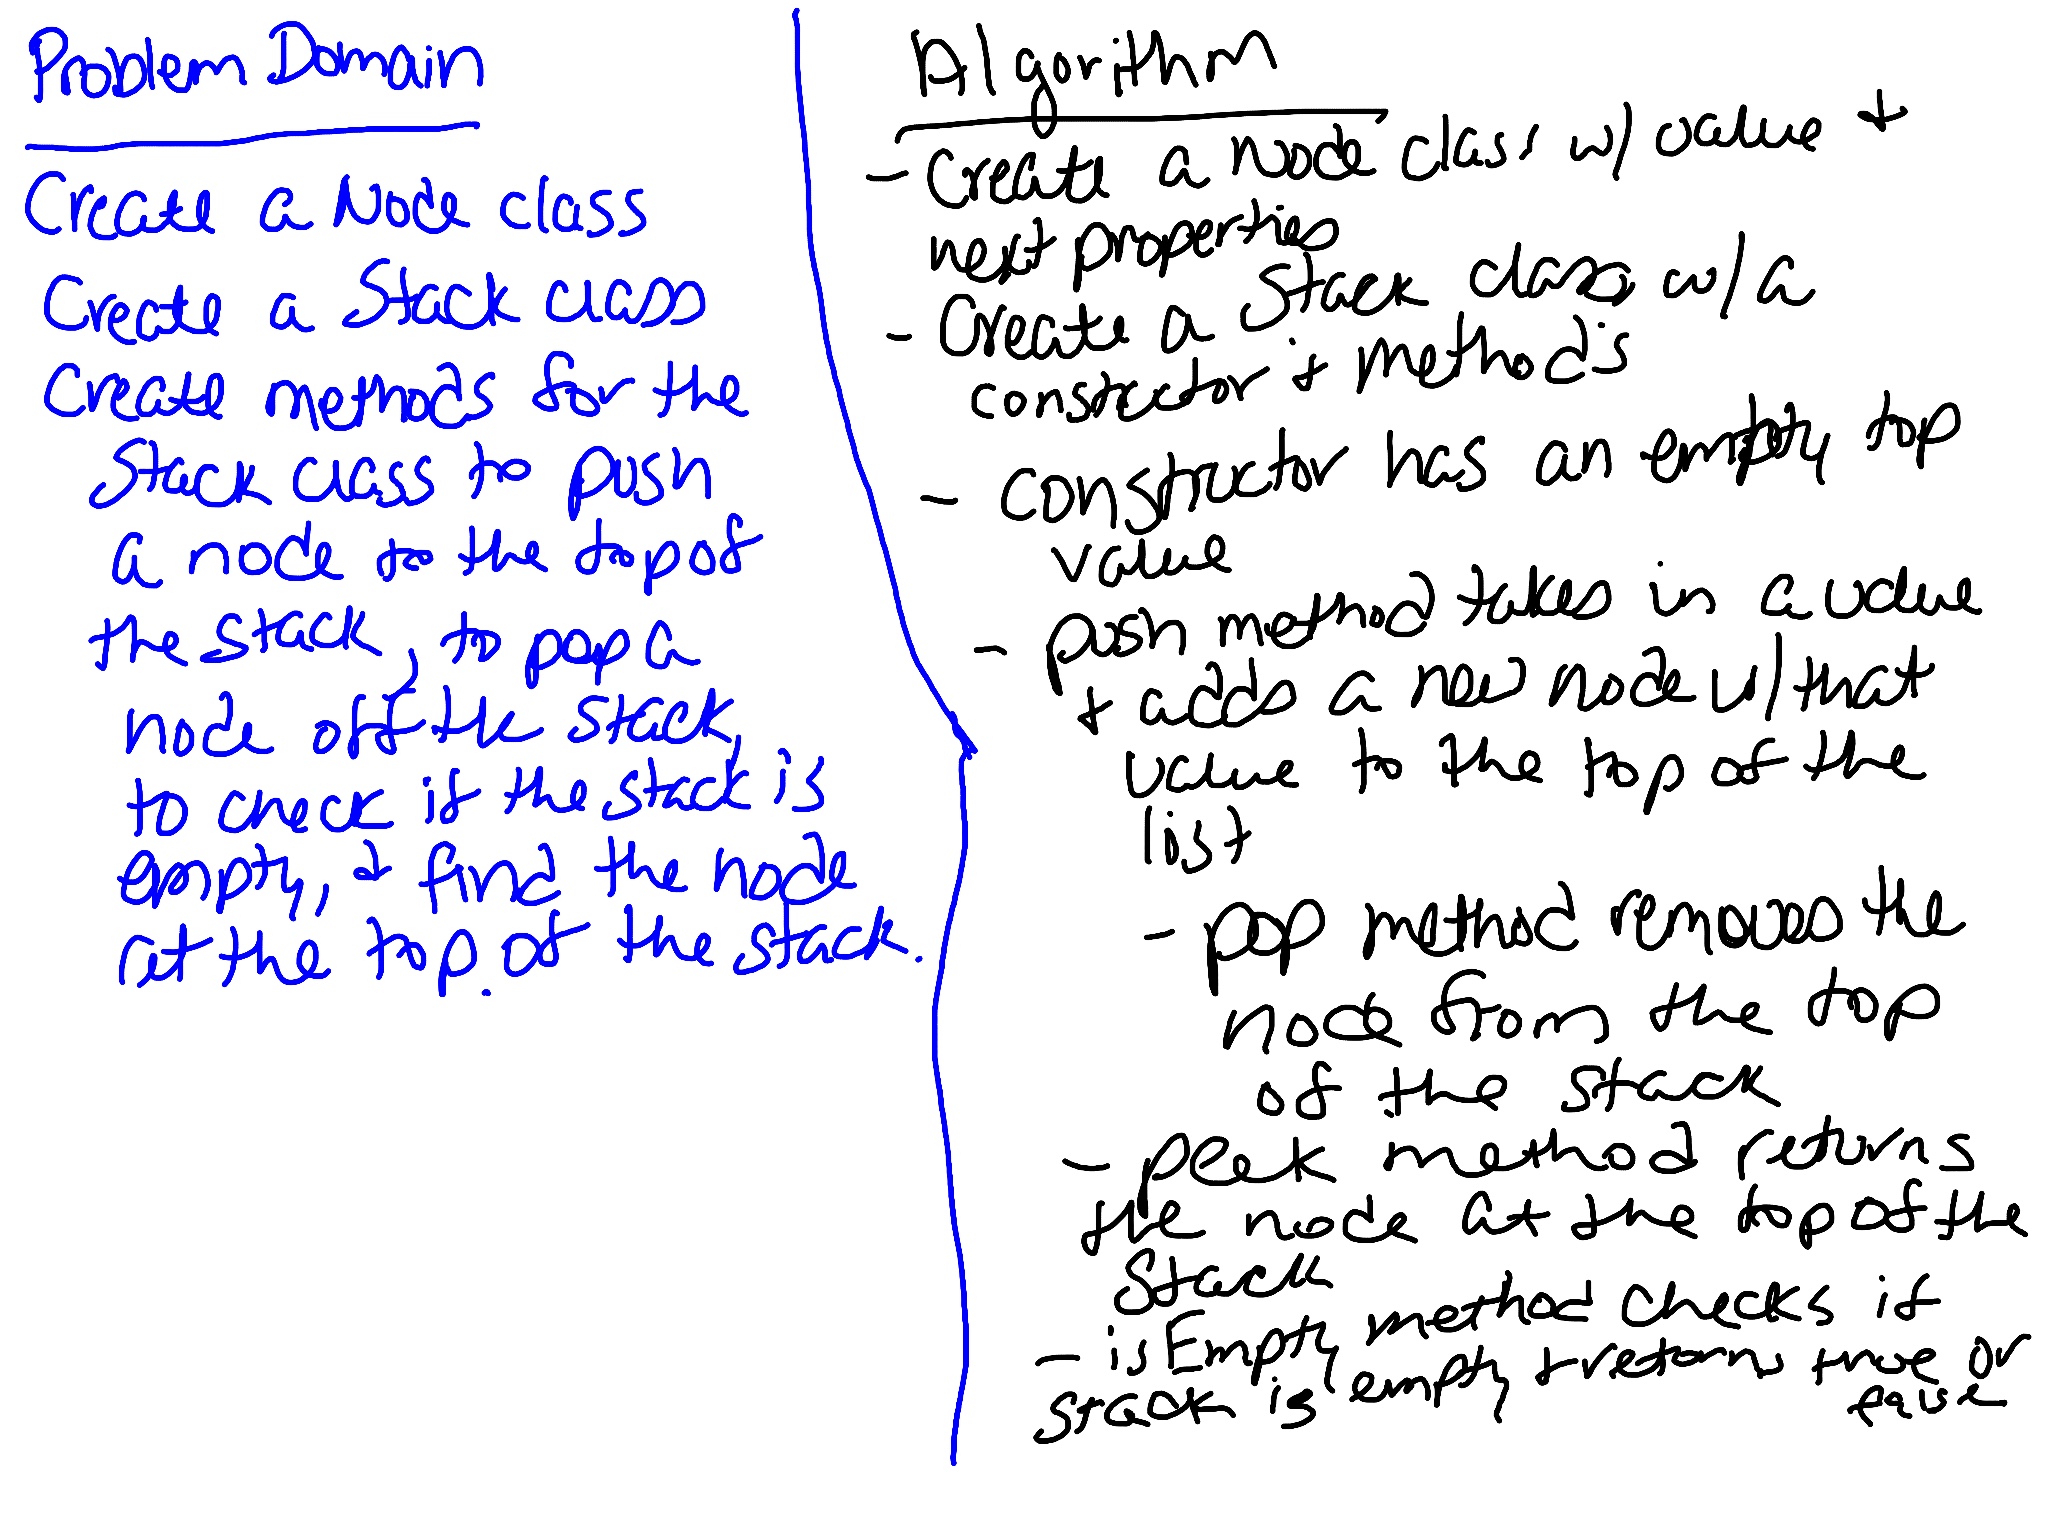 Problem Domain
Create a Node class
Create a Stack class
Create methods for the
Stack class to push
a node to the top of
the stack, to pop a
node off the stack,
to check if the stack is
empty, & find the node
at the top of the stack.
Algorithm
- Create a Node class w/ value +
next properties
- Create a Stack class w/ a
constructor + methods
- constructor has an empty top
value
- push method takes in a value
+ adds a new node w/ that
value to the top of the
list
- pop method removes the
node from the top
of the stack
- peek method returns
the node at the top of the
Stack
- isEmpty method checks if
stack is empty + returns true or
false